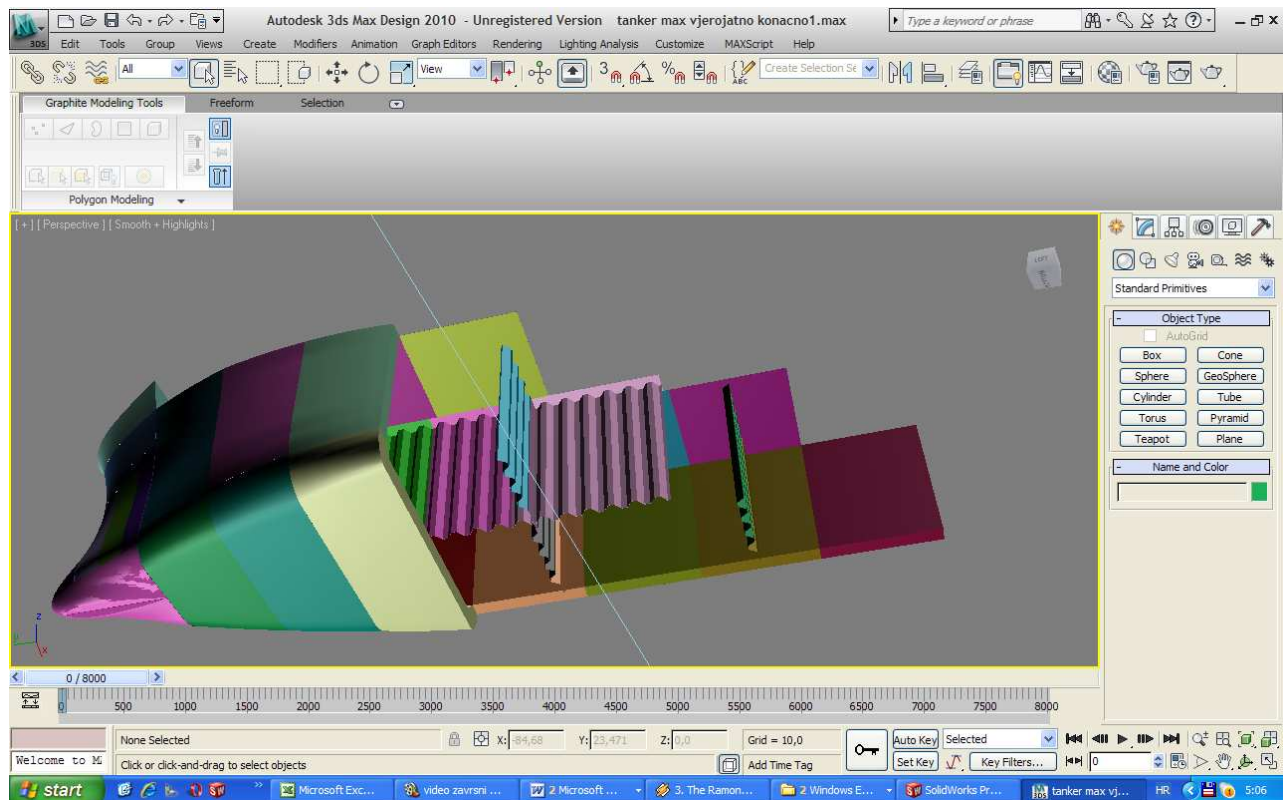 Autodesk 3ds Max Design 2010 - Unregistered Version tanker max vjerojatno konacno1.max
Type a keyword or phrase
3DS Edit Tools Group Views Create Modifiers Animation Graph Editors Rendering Lighting Analysis Customize MAXScript Help
All View 3 Create Selection Se
Graphite Modeling Tools Freeform Selection
Polygon Modeling
[ + ] [ Perspective ] [ Smooth + Highlights ]
LEFT
Standard Primitives
- Object Type
AutoGrid
Box Cone
Sphere GeoSphere
Cylinder Tube
Torus Pyramid
Teapot Plane
- Name and Color
z
x
0 / 8000
0 500 1000 1500 2000 2500 3000 3500 4000 4500 5000 5500 6000 6500 7000 7500 8000
None Selected X: -84,68 Y: 23,471 Z: 0,0 Grid = 10,0 Auto Key Selected
Welcome to M Click or click-and-drag to select objects Add Time Tag Set Key Key Filters... 0
start Microsoft Exc... video zavrsni ... 2 Microsoft ... 3. The Ramon... 2 Windows E... SolidWorks Pr... tanker max vj... HR 5:06